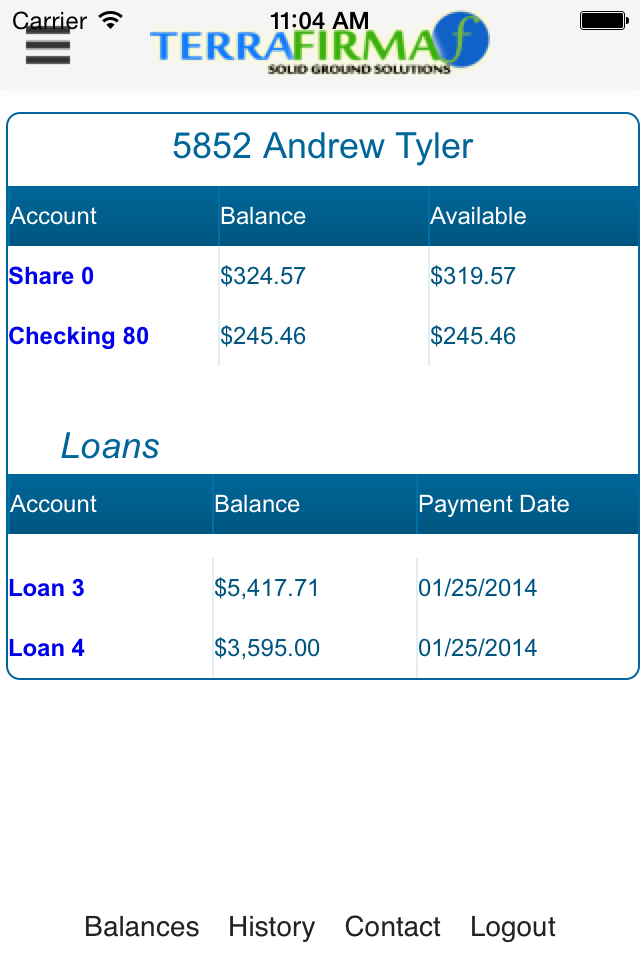 Carrier 11:04 AM
TERRAFIRMA f
SOLID GROUND SOLUTIONS
5852 Andrew Tyler
Account Balance Available
Share 0 $324.57 $319.57
Checking 80 $245.46 $245.46
Loans
Account Balance Payment Date
Loan 3 $5,417.71 01/25/2014
Loan 4 $3,595.00 01/25/2014
Balances History Contact Logout